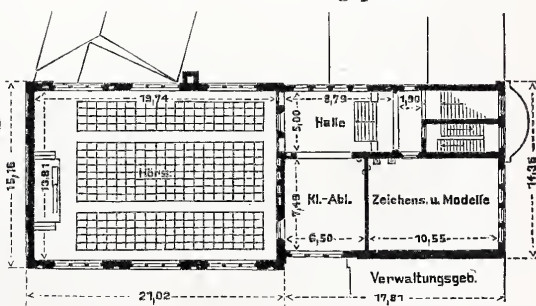 19,74
8,79
1,90
5,00
Halle
15,16
13,81
Hörs.
14,36
7,49
Kl.-Abl.
Zeichens. u. Modelle
6,50
10,55
Verwaltungsgeb.
21,02
17,81